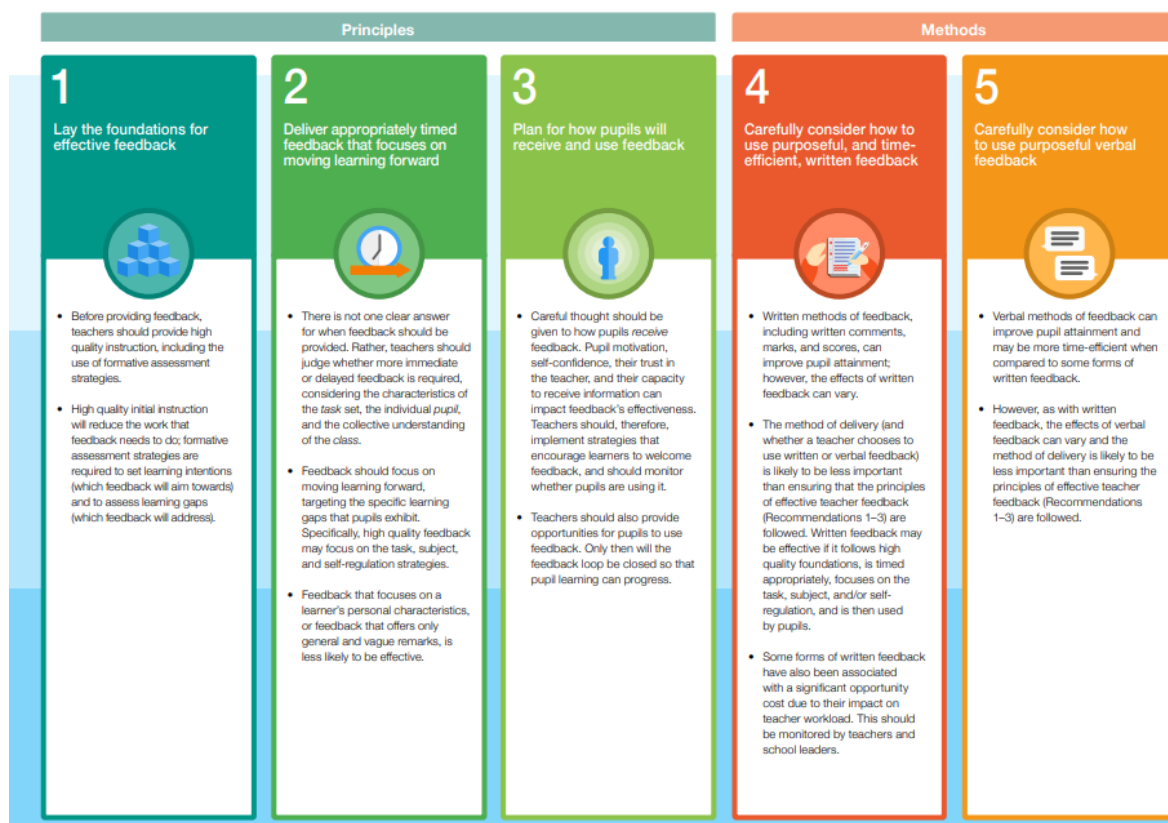 Principles
Methods
1
Lay the foundations for
effective feedback
• Before providing feedback,
teachers should provide high
quality instruction, including the
use of formative assessment
strategies.
• High quality initial instruction
will reduce the work that
feedback needs to do; formative
assessment strategies are
required to set learning intentions
(which feedback will aim towards)
and to assess learning gaps
(which feedback will address).
2
Deliver appropriately timed
feedback that focuses on
moving learning forward
• There is not one clear answer
for when feedback should be
provided. Rather, teachers should
judge whether more immediate
or delayed feedback is required,
considering the characteristics of
the task set, the individual pupil,
and the collective understanding
of the class.
• Feedback should focus on
moving learning forward,
targeting the specific learning
gaps that pupils exhibit.
Specifically, high quality feedback
may focus on the task, subject,
and self-regulation strategies.
• Feedback that focuses on a
learner's personal characteristics,
or feedback that offers only
general and vague remarks, is
less likely to be effective.
3
Plan for how pupils will
receive and use feedback
• Careful thought should be
given to how pupils receive
feedback. Pupil motivation,
self-confidence, their trust in
the teacher, and their capacity
to receive information can
impact feedback's effectiveness.
Teachers should, therefore,
implement strategies that
encourage learners to welcome
feedback, and should monitor
whether pupils are using it.
• Teachers should also provide
opportunities for pupils to use
feedback. Only then will the
feedback loop be closed so that
pupil learning can progress.
4
Carefully consider how to
use purposeful, and time-
efficient, written feedback
• Written methods of feedback,
including written comments,
marks, and scores, can
improve pupil attainment;
however, the effects of written
feedback can vary.
• The method of delivery (and
whether a teacher chooses to
use written or verbal feedback)
is likely to be less important
than ensuring that the principles
of effective teacher feedback
(Recommendations 1–3) are
followed. Written feedback may
be effective if it follows high
quality foundations, is timed
appropriately, focuses on the
task, subject, and/or self-
regulation, and is then used
by pupils.
• Some forms of written feedback
have also been associated
with a significant opportunity
cost due to their impact on
teacher workload. This should
be monitored by teachers and
school leaders.
5
Carefully consider how
to use purposeful verbal
feedback
• Verbal methods of feedback can
improve pupil attainment and
may be more time-efficient when
compared to some forms of
written feedback.
• However, as with written
feedback, the effects of verbal
feedback can vary and the
method of delivery is likely to be
less important than ensuring the
principles of effective teacher
feedback (Recommendations
1–3) are followed.